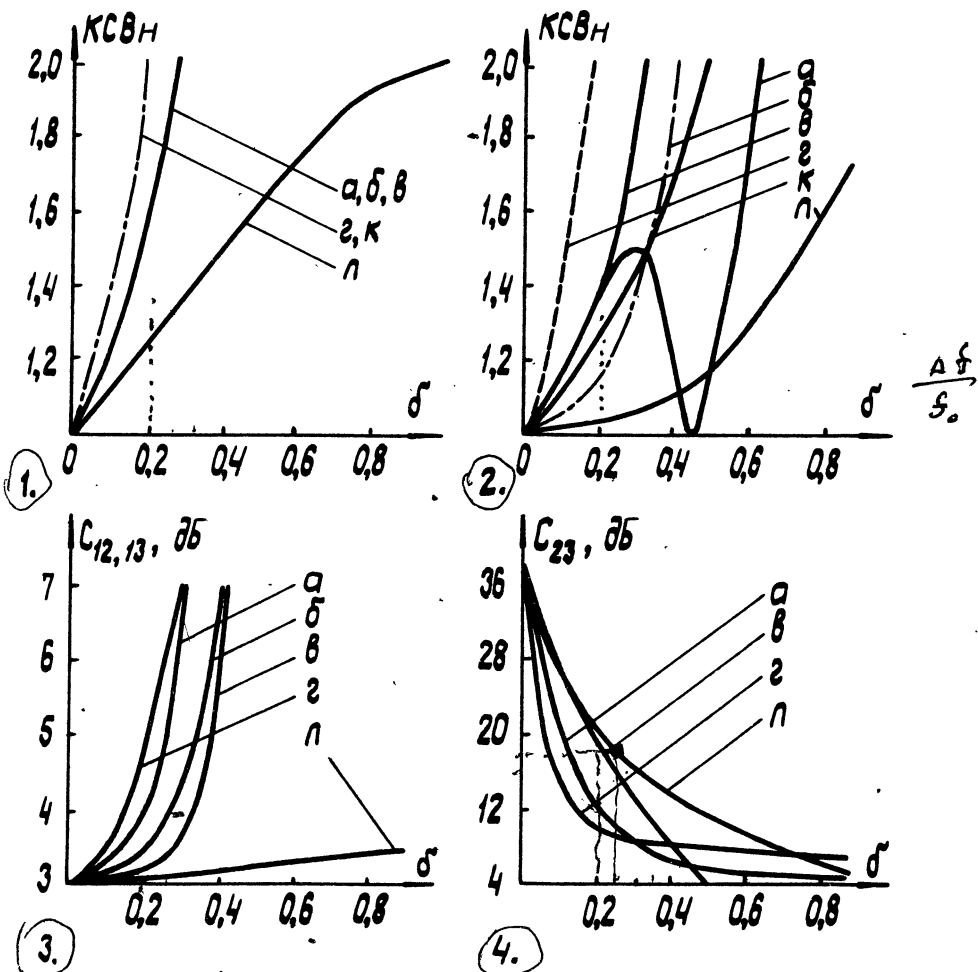 КСВн
2,0
1,8
1,6
1,4
1,2
а,б,в
г,к
п
δ
0
0,2
0,4
0,6
0,8
1.
КСВн
2,0
1,8
1,6
1,4
1,2
а
б
в
г
к
п
δ
0
0,2
0,4
0,6
0,8
2.
Δf
f₀
C12,13, дБ
7
6
5
4
3
а
б
в
г
п
δ
0,2
0,4
0,6
0,8
3.
C23, дБ
36
28
20
12
4
а
в
г
п
δ
0,2
0,4
0,6
0,8
4.